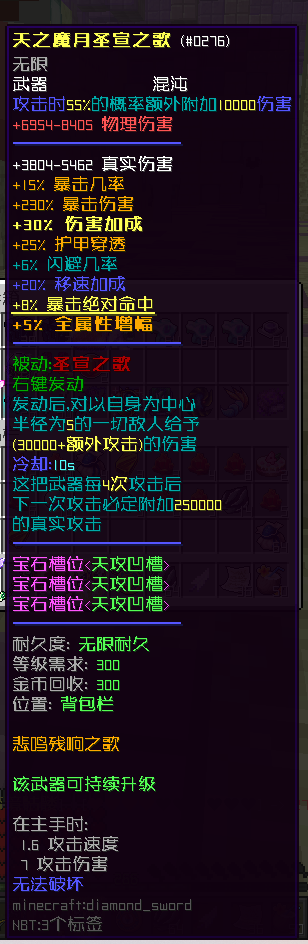 天之魔月圣宣之歌 (#0276)
无限
武器 混沌
攻击时55%的概率额外附加10000伤害
+6954-8405 物理伤害
+3804-5462 真实伤害
+15% 暴击几率
+230% 暴击伤害
+30% 伤害加成
+25% 护甲穿透
+6% 闪避几率
+20% 移速加成
+8% 暴击绝对命中
+5% 全属性增幅
被动:圣宣之歌
右键发动
发动后,对以自身为中心
半径为5的一切敌人给予
(30000+额外攻击)的伤害
冷却:10s
这把武器每4次攻击后
下一次攻击必定附加250000
的真实攻击
宝石槽位<天攻凹槽>
宝石槽位<天攻凹槽>
宝石槽位<天攻凹槽>
耐久度: 无限耐久
等级需求: 300
金币回收: 300
位置: 背包栏
悲鸣残响之歌
该武器可持续升级
在主手时:
1.6 攻击速度
7 攻击伤害
无法破坏
minecraft:diamond_sword
NBT:3个标签